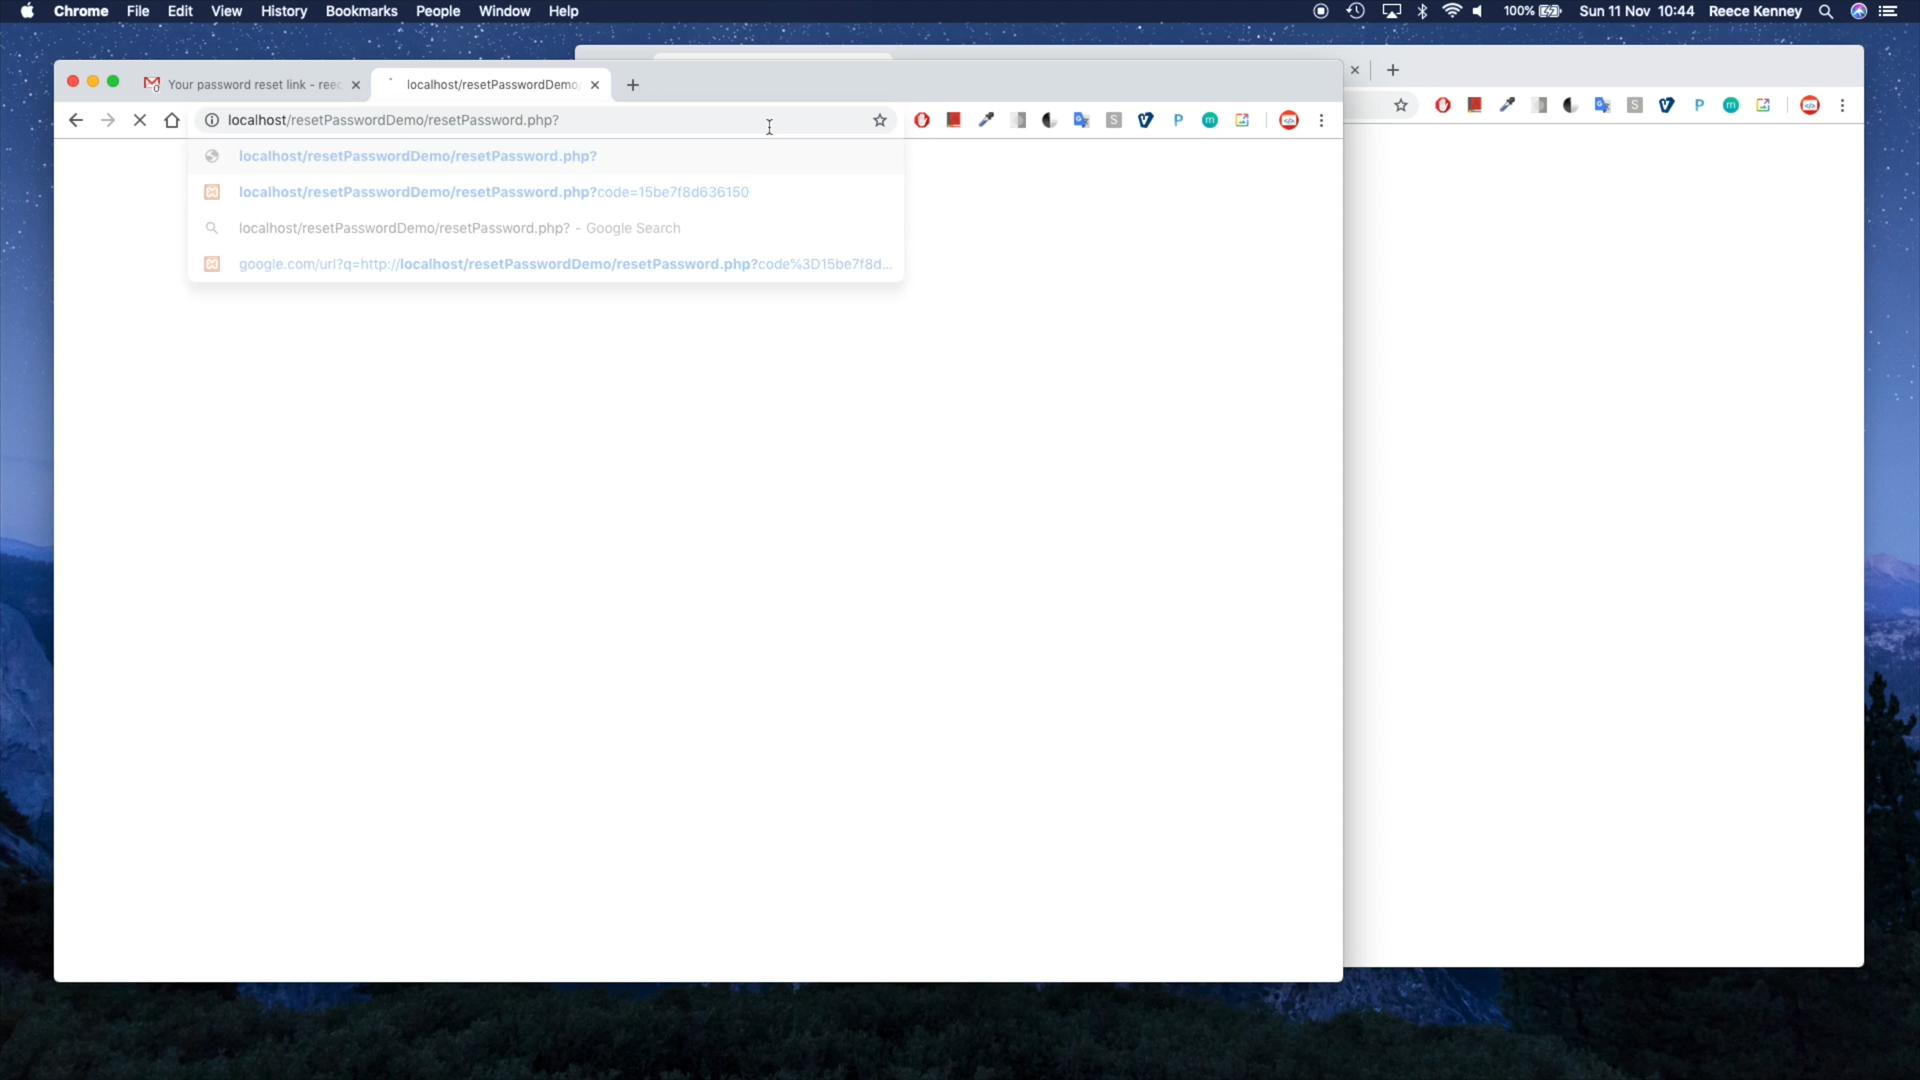 Chrome File Edit View History Bookmarks People Window Help
100% Sun 11 Nov 10:44 Reece Kenney
Your password reset link - reec
localhost/resetPasswordDemo/
localhost/resetPasswordDemo/resetPassword.php?
localhost/resetPasswordDemo/resetPassword.php?
localhost/resetPasswordDemo/resetPassword.php?code=15be7f8d636150
localhost/resetPasswordDemo/resetPassword.php? - Google Search
google.com/url?q=http://localhost/resetPasswordDemo/resetPassword.php?code%3D15be7f8d...